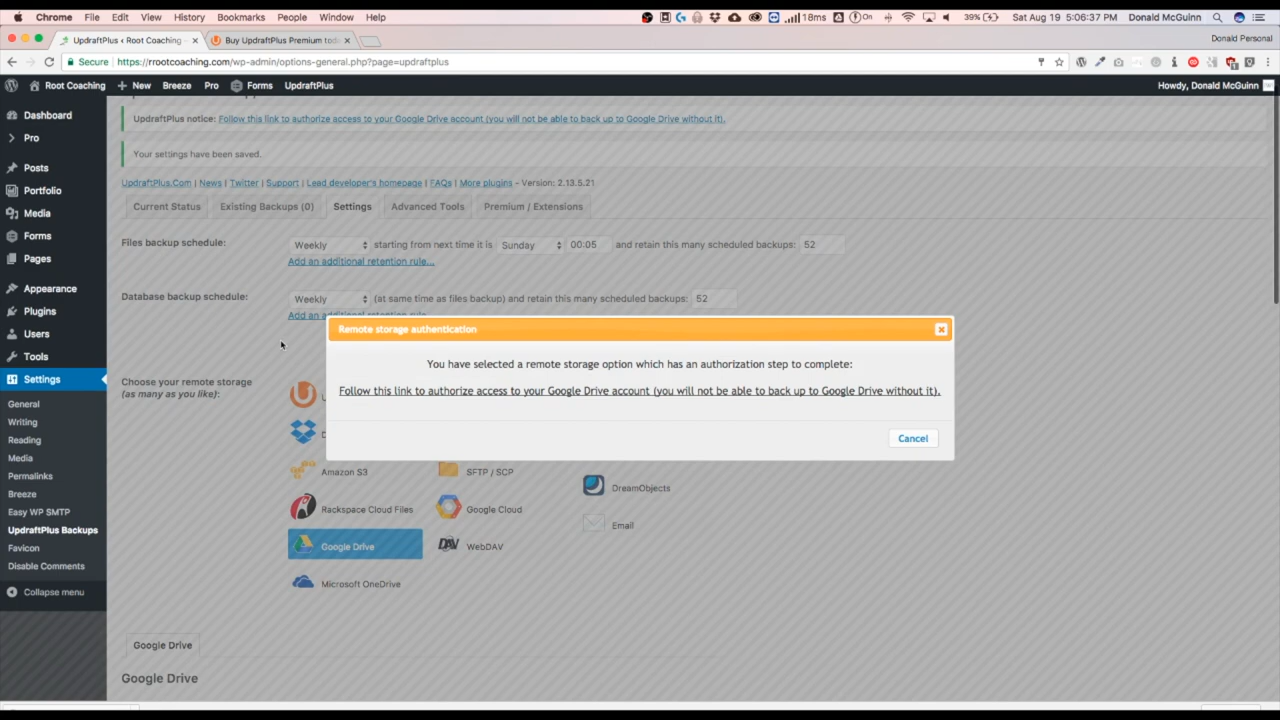 Chrome File Edit View History Bookmarks People Window Help 18ms On 39% Sat Aug 19 5:06:37 PM Donald McGuinn
UpdraftPlus ‹ Root Coaching Buy UpdraftPlus Premium Donald Personal
Secure https://rrootcoaching.com/wp-admin/options-general.php?page=updraftplus
Root Coaching New Breeze Pro Forms UpdraftPlus Howdy, Donald McGuinn
Dashboard
Pro
Posts
Portfolio
Media
Forms
Pages
Appearance
Plugins
Users
Tools
Settings
General
Writing
Reading
Media
Permalinks
Breeze
Easy WP SMTP
UpdraftPlus Backups
Favicon
Disable Comments
Collapse menu
UpdraftPlus notice: Follow this link to authorize access to your Google Drive account (you will not be able to back up to Google Drive without it).
Your settings have been saved.
UpdraftPlus.Com | News | Twitter | Support | Lead developer's homepage | FAQs | More plugins - Version: 2.13.5.21
Current Status Existing Backups (0) Settings Advanced Tools Premium / Extensions
Files backup schedule: Weekly starting from next time it is Sunday 00:05 and retain this many scheduled backups: 52
Add an additional retention rule...
Database backup schedule: Weekly (at same time as files backup) and retain this many scheduled backups: 52
Add an additional retention rule
Remote storage authentication
You have selected a remote storage option which has an authorization step to complete:
Follow this link to authorize access to your Google Drive account (you will not be able to back up to Google Drive without it).
Cancel
Choose your remote storage
(as many as you like):
Amazon S3 SFTP / SCP DreamObjects
Rackspace Cloud Files Google Cloud Email
Google Drive WebDAV
Microsoft OneDrive
Google Drive
Google Drive